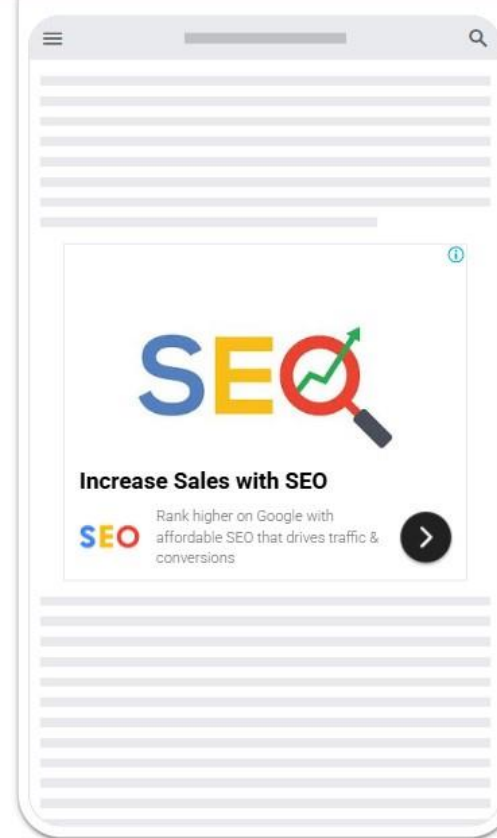 SEO
Increase Sales with SEO
SEO
Rank higher on Google with
affordable SEO that drives traffic &
conversions